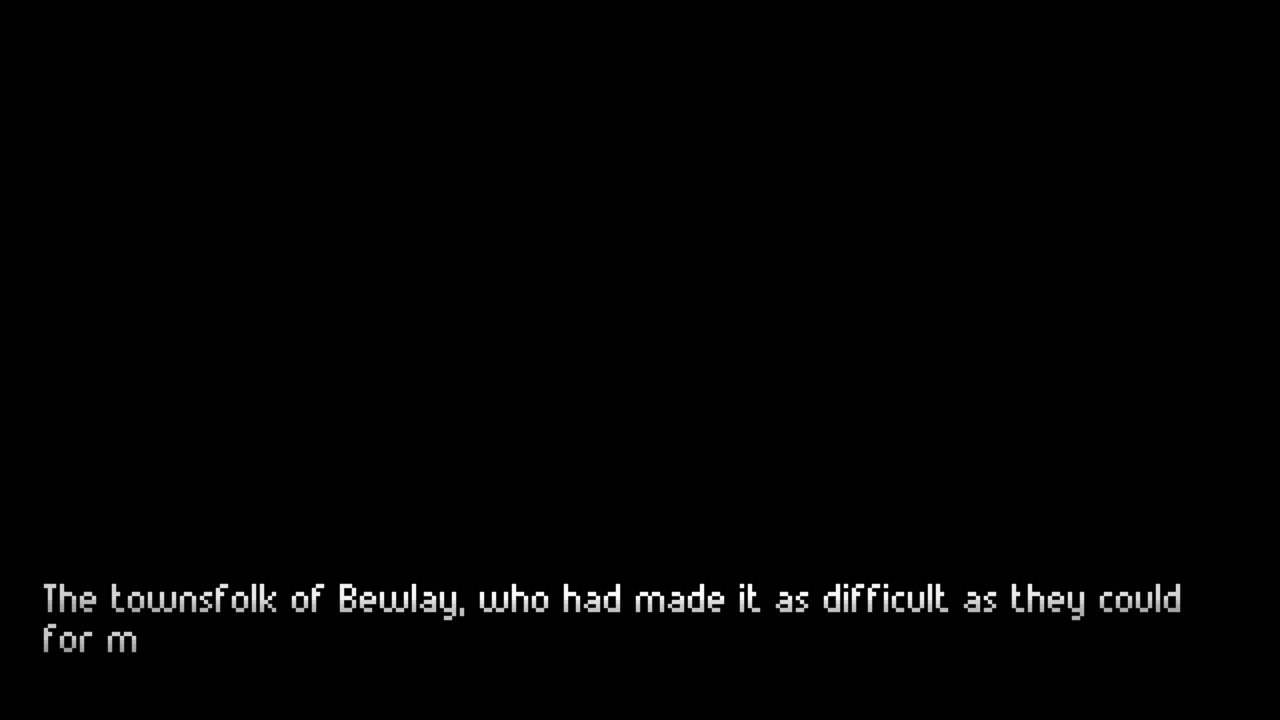 The townsfolk of Bewlay, who had made it as difficult as they could
for m